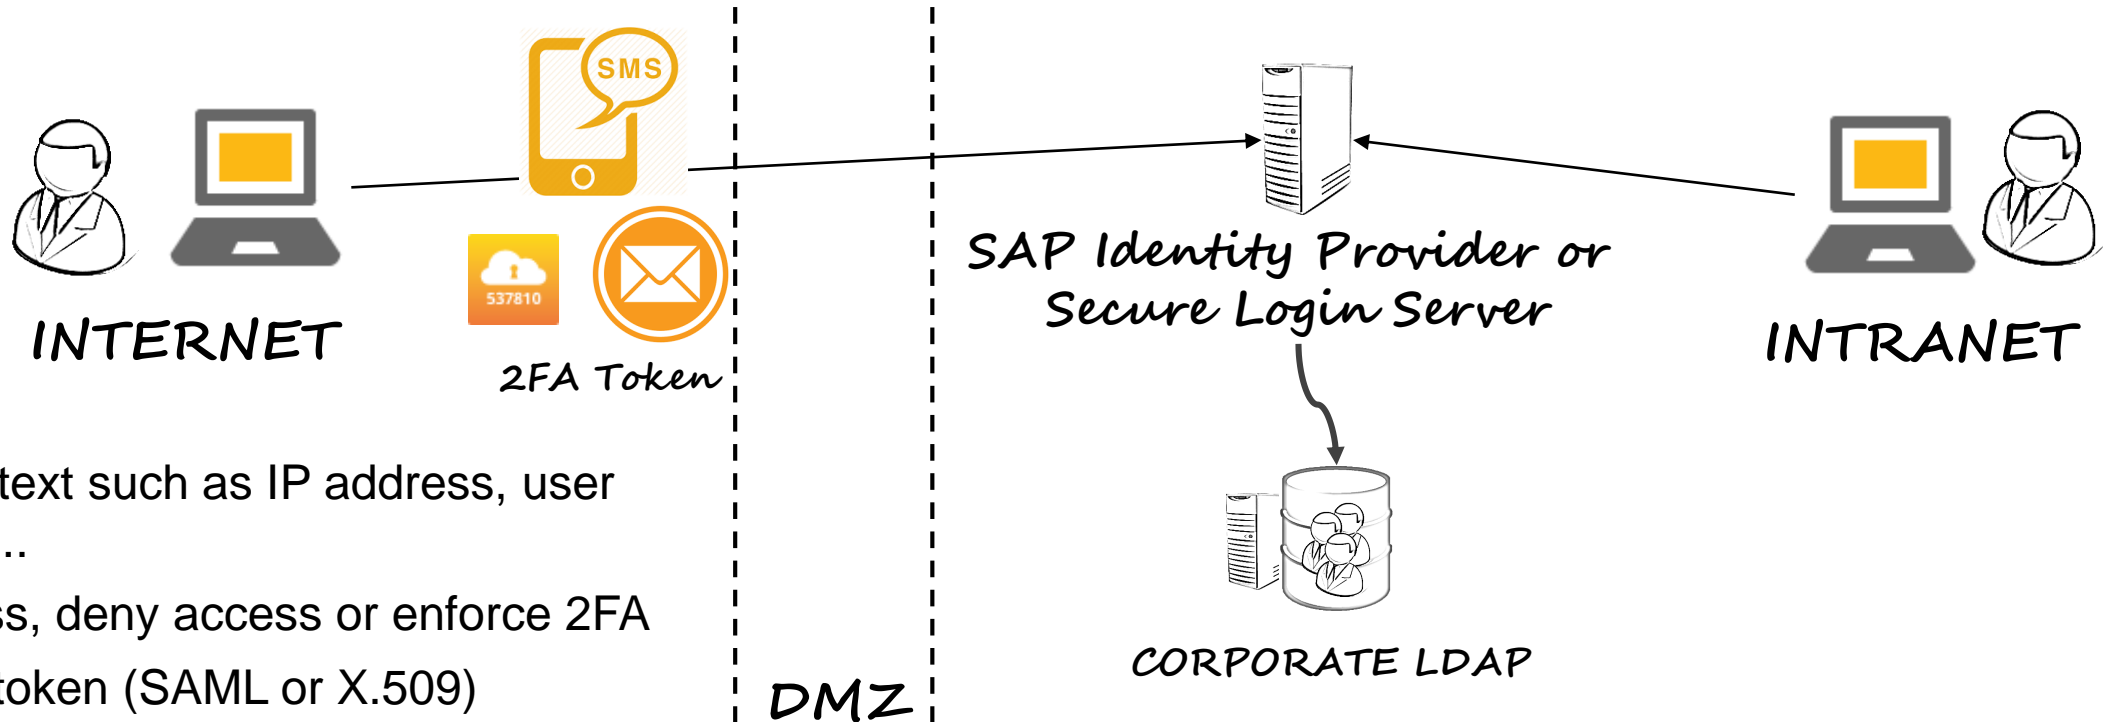 SMS
537810
2FA Token
INTERNET
SAP Identity Provider or
Secure Login Server
INTRANET
CORPORATE LDAP
DMZ
text such as IP address, user
..
ss, deny access or enforce 2FA
token (SAML or X.509)